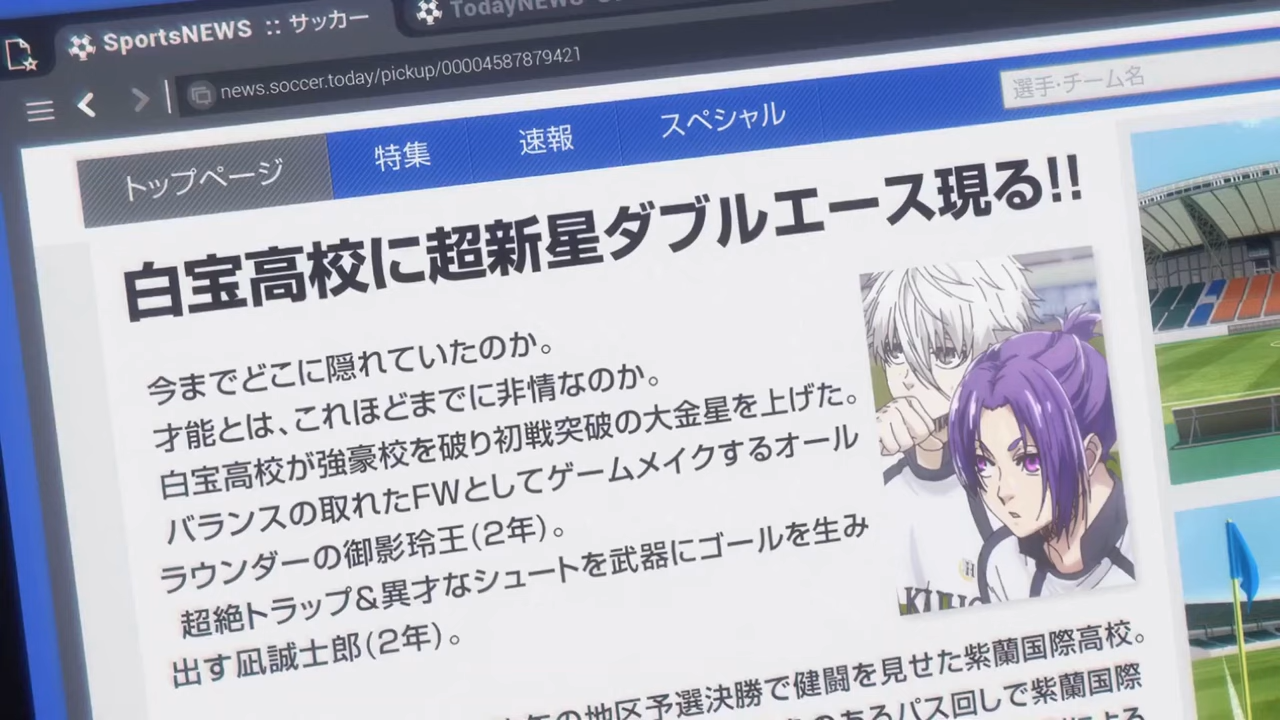 SportsNEWS :: サッカー
TodayNEWS
news.soccer.today/pickup/00004587879421
選手・チーム名
トップページ
特集
速報
スペシャル
白宝高校に超新星ダブルエース現る!!
今までどこに隠れていたのか。
才能とは、これほどまでに非情なのか。
白宝高校が強豪校を破り初戦突破の大金星を上げた。
バランスの取れたFWとしてゲームメイクするオール
ラウンダーの御影玲王(2年)。
超絶トラップ&異才なシュートを武器にゴールを生み
出す凪誠士郎(2年)。
の地区予選決勝で健闘を見せた紫蘭国際高校。
のあるパス回しで紫蘭国際
による